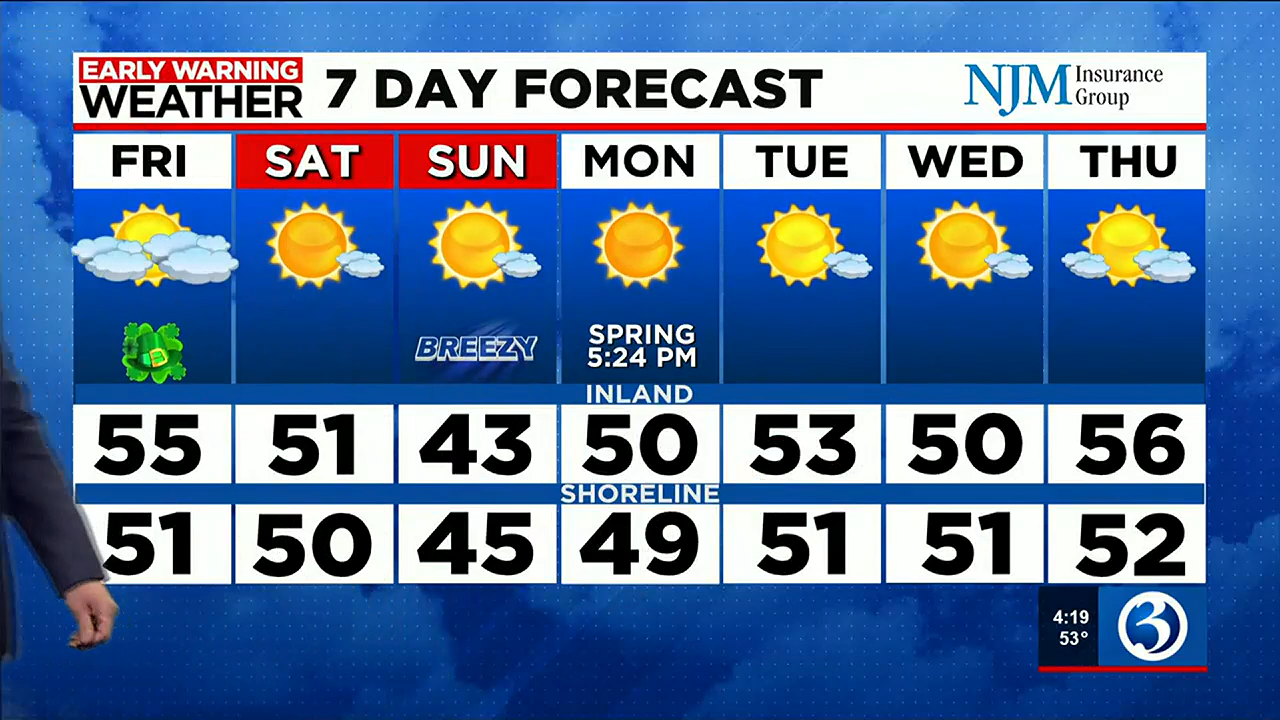 EARLY WARNING
WEATHER
7 DAY FORECAST
NJM Insurance
Group
FRI SAT SUN MON TUE WED THU
BREEZY
SPRING
5:24 PM
INLAND
55 51 43 50 53 50 56
SHORELINE
51 50 45 49 51 51 52
4:19
53°
3